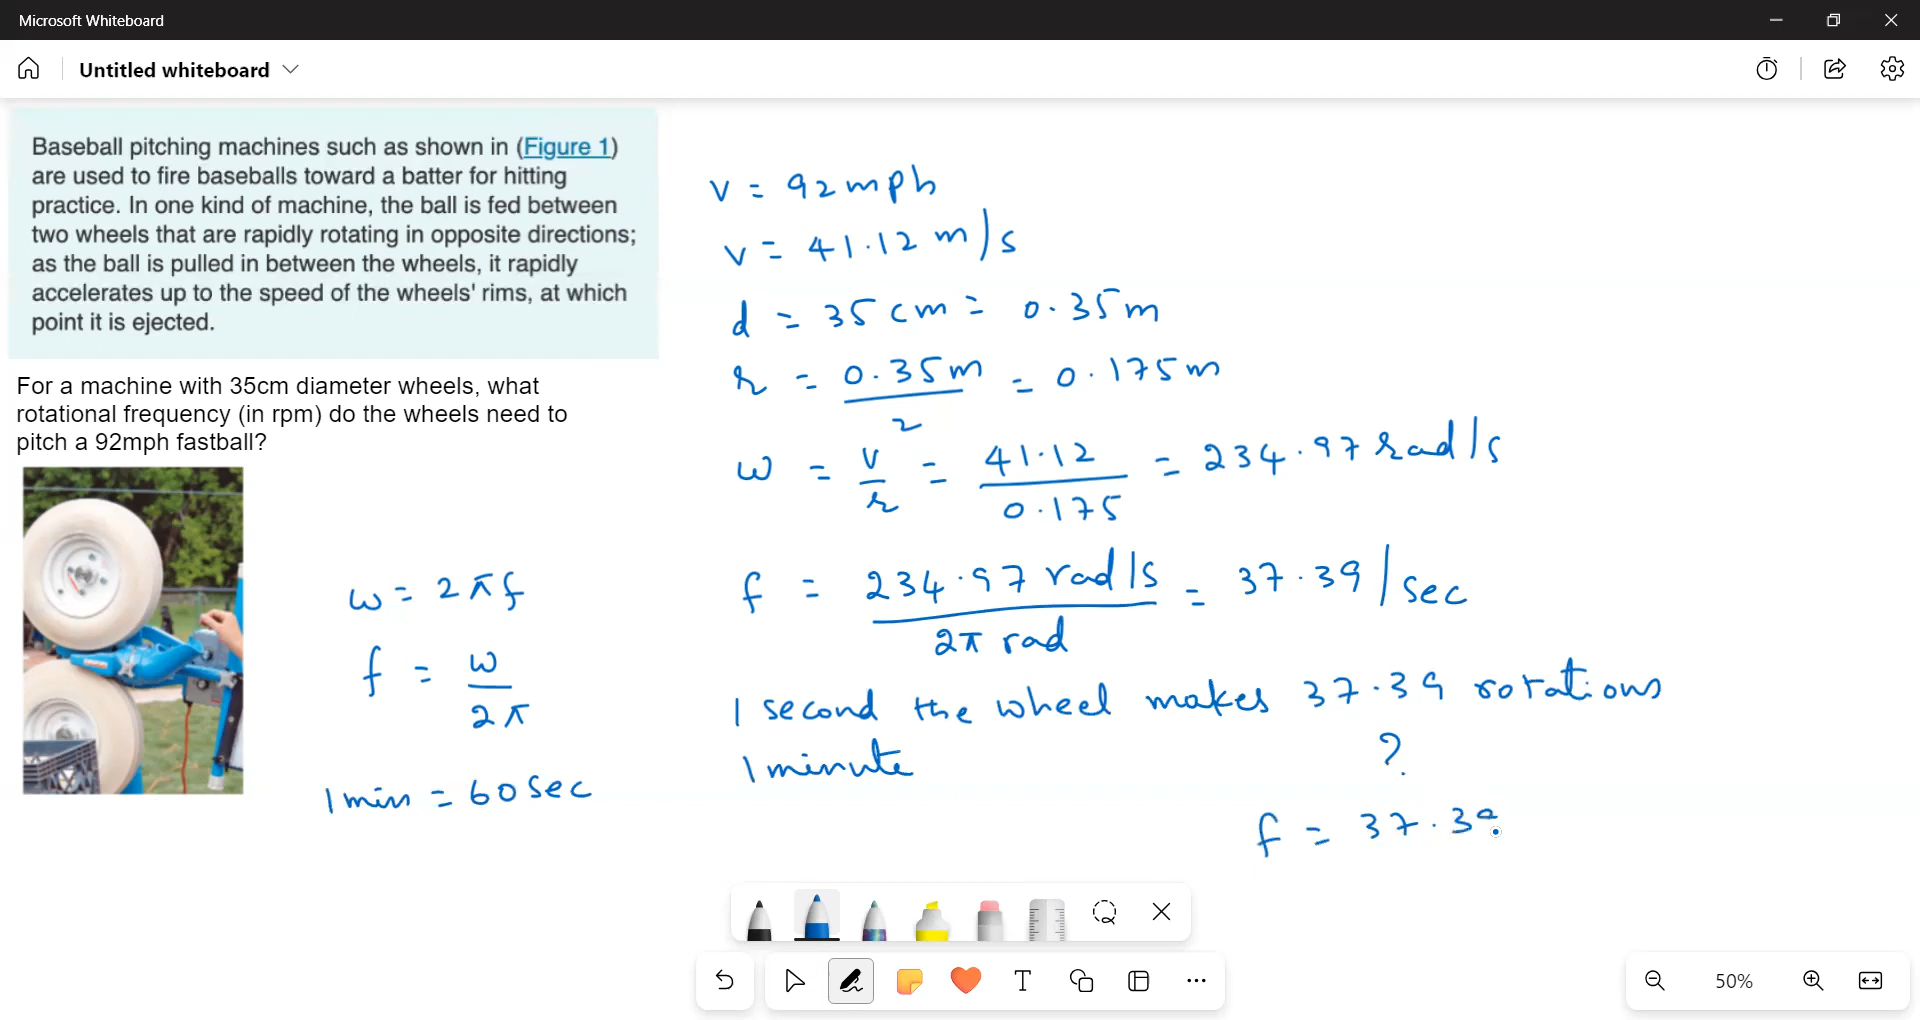 Microsoft Whiteboard
Untitled whiteboard
Baseball pitching machines such as shown in (Figure 1)
are used to fire baseballs toward a batter for hitting
practice. In one kind of machine, the ball is fed between
two wheels that are rapidly rotating in opposite directions;
as the ball is pulled in between the wheels, it rapidly
accelerates up to the speed of the wheels' rims, at which
point it is ejected.
For a machine with 35cm diameter wheels, what
rotational frequency (in rpm) do the wheels need to
pitch a 92mph fastball?
ω = 2πf
f = ω
2π
1 min = 60 sec
v = 92 mph
v = 41.12 m/s
d = 35 cm = 0.35 m
r = 0.35m = 0.175 m
2
ω = v = 41.12 = 234.97 rad/s
r 0.175
f = 234.97 rad/s = 37.39/sec
2π rad
1 second the wheel makes 37.39 rotations
1 minute ?
f = 37.39
50%